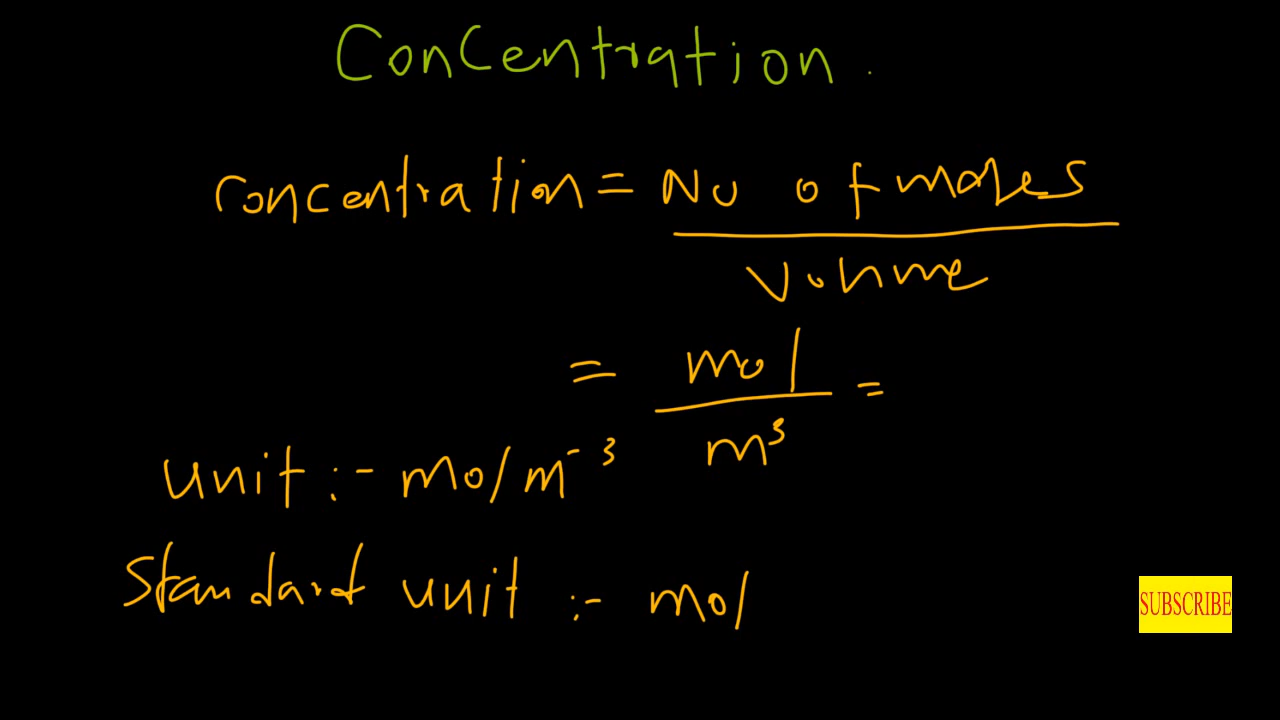 Concentration.
concentration = No of moles
Volume
= mol =
m³
unit :- mol m⁻³
Standard unit :- mol
SUBSCRIBE